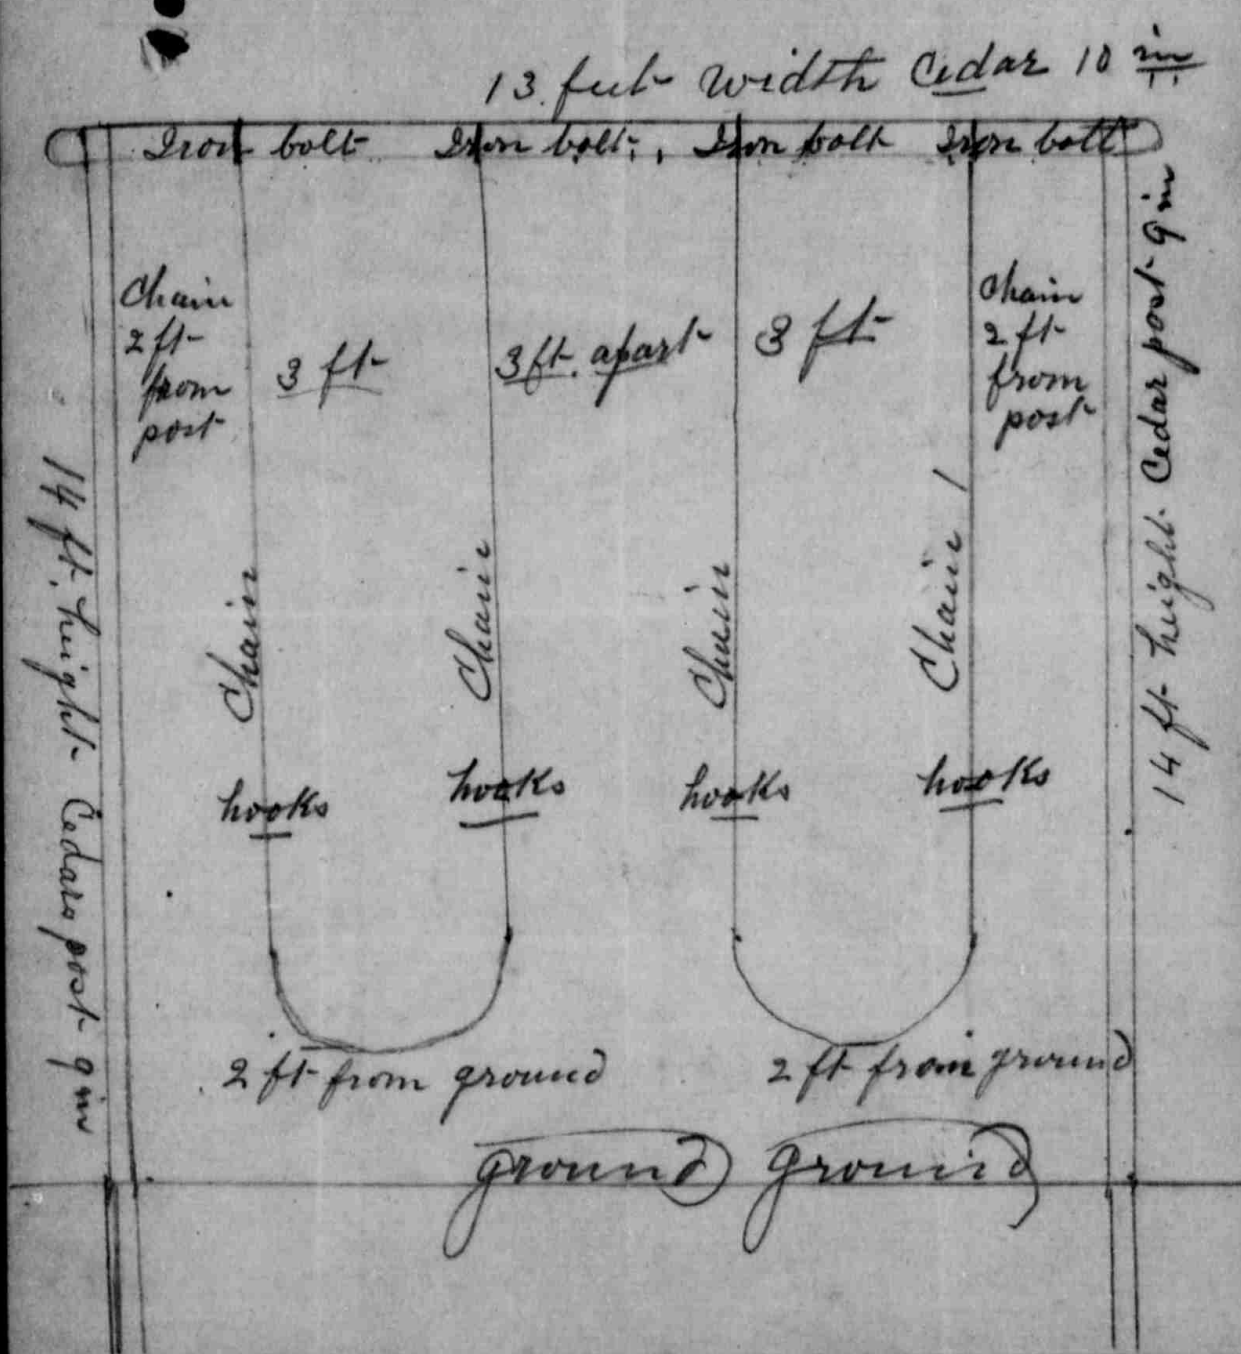 13 feet width Cedar 10 in
Iron bolt Iron bolt Iron bolt Iron bolt
Chain
2 ft
from
post
3 ft
3 ft. apart
3 ft
Chain
2 ft
from
post
14 ft. height Cedar post 9 in
14 ft height Cedar post 9 in
Chain
Chain
Chain
Chain
hooks
hooks
hooks
hooks
2 ft from ground
2 ft from ground
ground ground